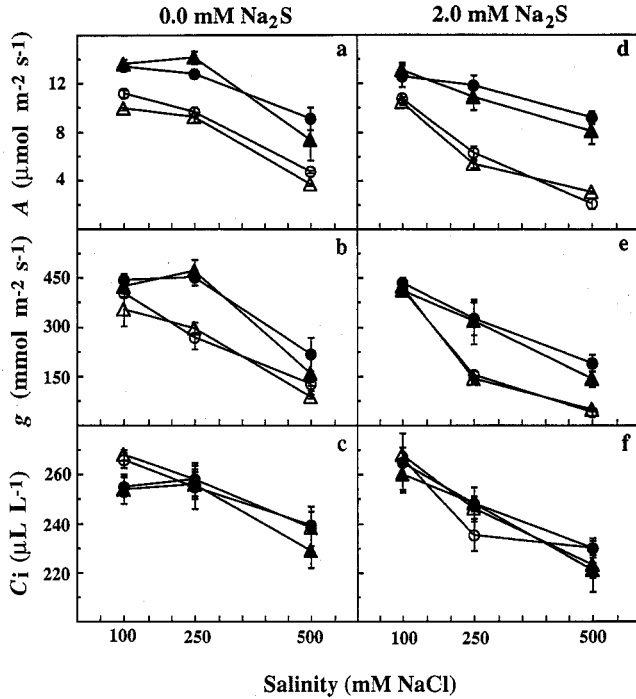 0.0 mM Na2S
2.0 mM Na2S
a
d
12
8
4
A (µmol m-2 s-1)
b
e
450
300
150
g (mmol m-2 s-1)
c
f
260
240
220
Ci (µL L-1)
100 250 500
100 250 500
Salinity (mM NaCl)